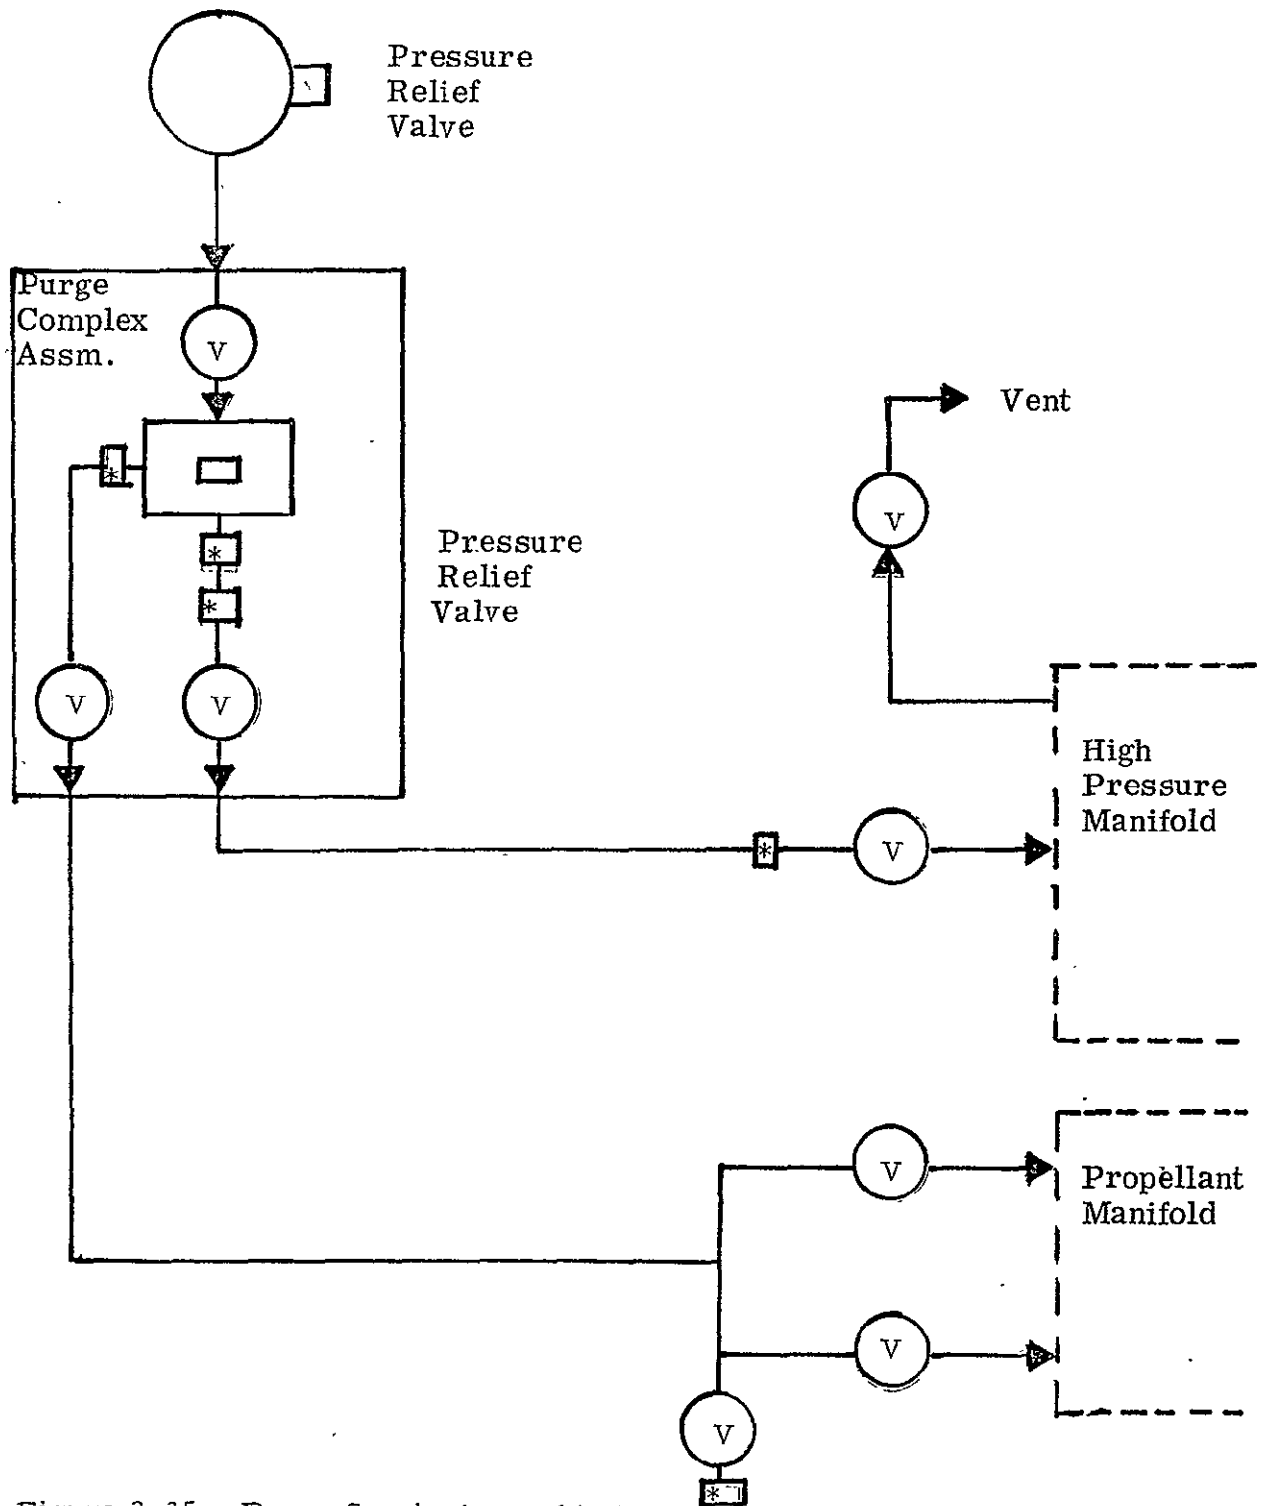 Pressure
Relief
Valve
Purge
Complex
Assm.
V
*
*
*
Pressure
Relief
Valve
V
V
Vent
V
High
Pressure
Manifold
*
V
V
Propellant
Manifold
V
V
*